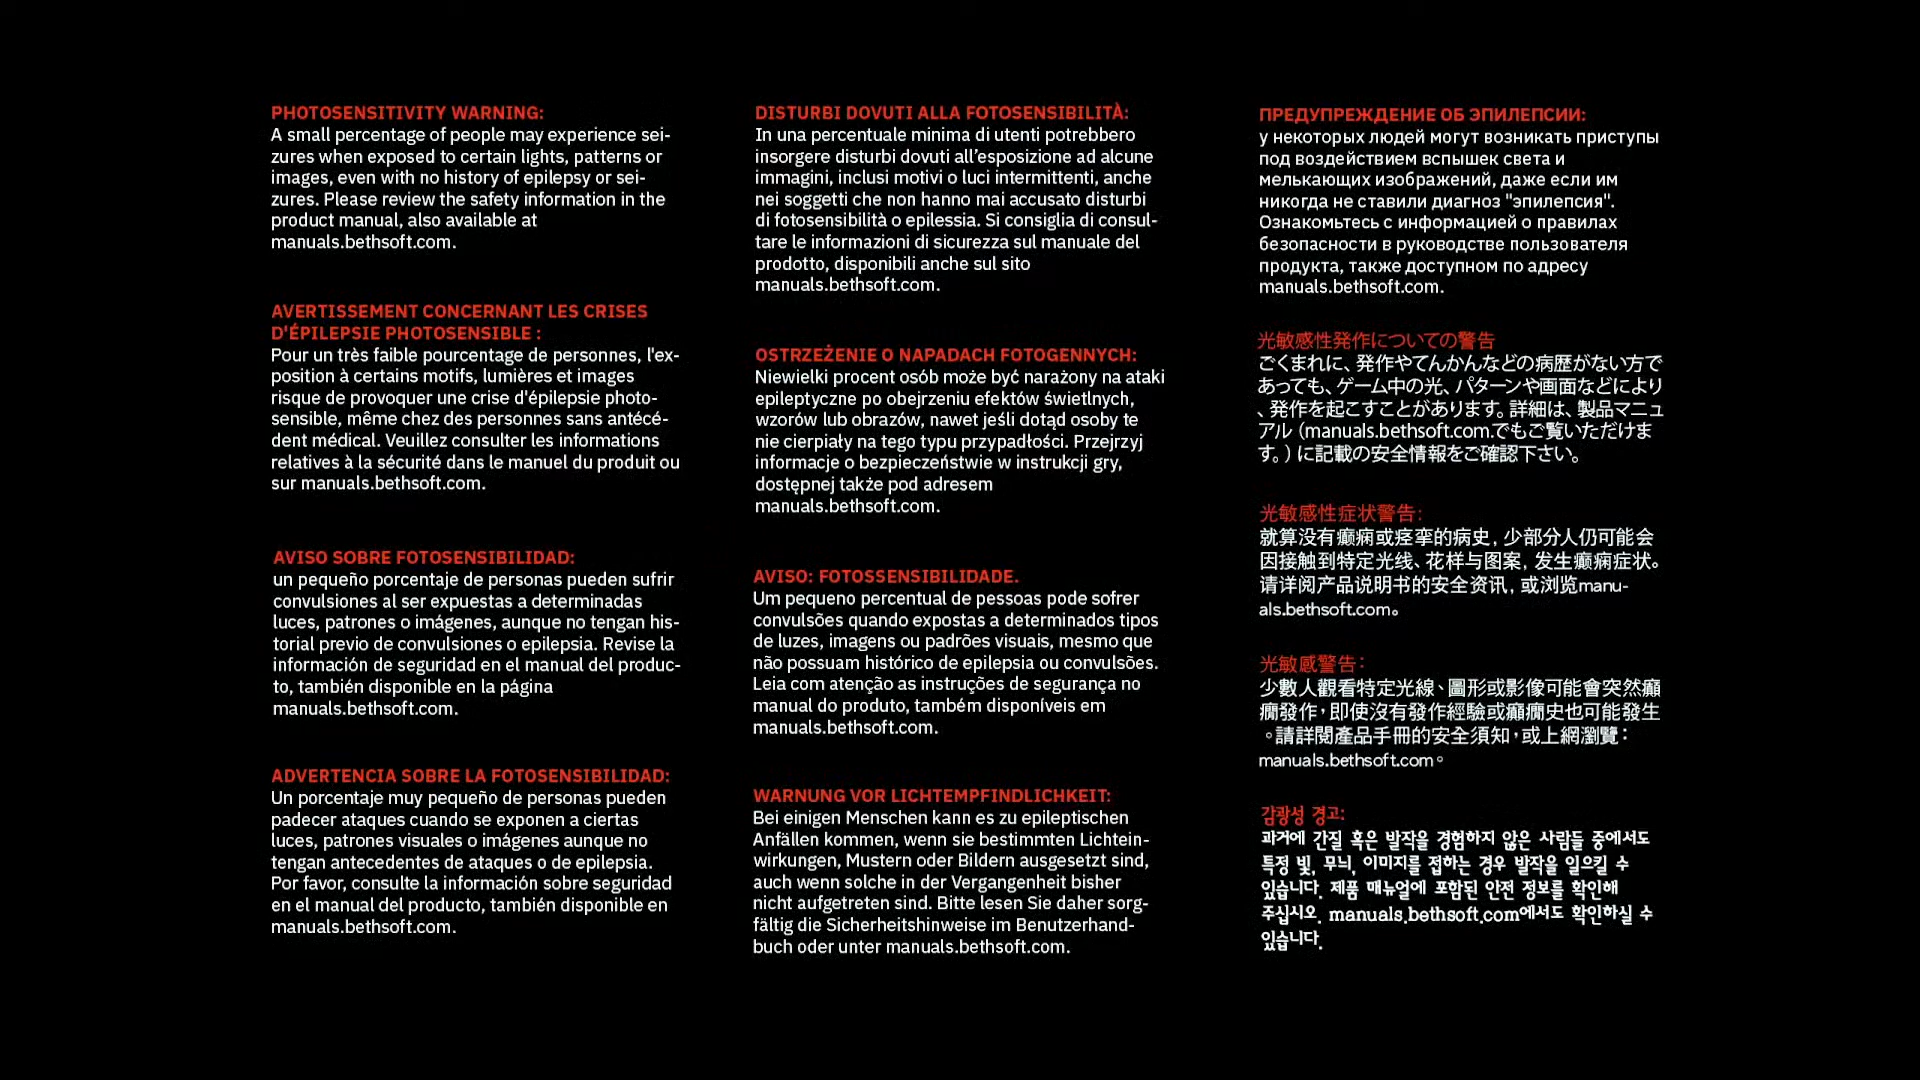 PHOTOSENSITIVITY WARNING:
A small percentage of people may experience sei-
zures when exposed to certain lights, patterns or
images, even with no history of epilepsy or sei-
zures. Please review the safety information in the
product manual, also available at
manuals.bethsoft.com.
AVERTISSEMENT CONCERNANT LES CRISES
D'ÉPILEPSIE PHOTOSENSIBLE :
Pour un très faible pourcentage de personnes, l'ex-
position à certains motifs, lumières et images
risque de provoquer une crise d'épilepsie photo-
sensible, même chez des personnes sans antécé-
dent médical. Veuillez consulter les informations
relatives à la sécurité dans le manuel du produit ou
sur manuals.bethsoft.com.
AVISO SOBRE FOTOSENSIBILIDAD:
un pequeño porcentaje de personas pueden sufrir
convulsiones al ser expuestas a determinadas
luces, patrones o imágenes, aunque no tengan his-
torial previo de convulsiones o epilepsia. Revise la
información de seguridad en el manual del produc-
to, también disponible en la página
manuals.bethsoft.com.
ADVERTENCIA SOBRE LA FOTOSENSIBILIDAD:
Un porcentaje muy pequeño de personas pueden
padecer ataques cuando se exponen a ciertas
luces, patrones visuales o imágenes aunque no
tengan antecedentes de ataques o de epilepsia.
Por favor, consulte la información sobre seguridad
en el manual del producto, también disponible en
manuals.bethsoft.com.
DISTURBI DOVUTI ALLA FOTOSENSIBILITÀ:
In una percentuale minima di utenti potrebbero
insorgere disturbi dovuti all'esposizione ad alcune
immagini, inclusi motivi o luci intermittenti, anche
nei soggetti che non hanno mai accusato disturbi
di fotosensibilità o epilessia. Si consiglia di consul-
tare le informazioni di sicurezza sul manuale del
prodotto, disponibili anche sul sito
manuals.bethsoft.com.
OSTRZEŻENIE O NAPADACH FOTOGENNYCH:
Niewielki procent osób może być narażony na ataki
epileptyczne po obejrzeniu efektów świetlnych,
wzorów lub obrazów, nawet jeśli dotąd osoby te
nie cierpiały na tego typu przypadłości. Przejrzyj
informacje o bezpieczeństwie w instrukcji gry,
dostępnej także pod adresem
manuals.bethsoft.com.
AVISO: FOTOSSENSIBILIDADE.
Um pequeno percentual de pessoas pode sofrer
convulsões quando expostas a determinados tipos
de luzes, imagens ou padrões visuais, mesmo que
não possuam histórico de epilepsia ou convulsões.
Leia com atenção as instruções de segurança no
manual do produto, também disponíveis em
manuals.bethsoft.com.
WARNUNG VOR LICHTEMPFINDLICHKEIT:
Bei einigen Menschen kann es zu epileptischen
Anfällen kommen, wenn sie bestimmten Lichtein-
wirkungen, Mustern oder Bildern ausgesetzt sind,
auch wenn solche in der Vergangenheit bisher
nicht aufgetreten sind. Bitte lesen Sie daher sorg-
fältig die Sicherheitshinweise im Benutzerhand-
buch oder unter manuals.bethsoft.com.
ПРЕДУПРЕЖДЕНИЕ ОБ ЭПИЛЕПСИИ:
у некоторых людей могут возникать приступы
под воздействием вспышек света и
мелькающих изображений, даже если им
никогда не ставили диагноз "эпилепсия".
Ознакомьтесь с информацией о правилах
безопасности в руководстве пользователя
продукта, также доступном по адресу
manuals.bethsoft.com.
光敏感性発作についての警告
ごくまれに、発作やてんかんなどの病歴がない方で
あっても、ゲーム中の光、パターンや画面などにより
、発作を起こすことがあります。詳細は、製品マニュ
アル（manuals.bethsoft.com.でもご覧いただけま
す。）に記載の安全情報をご確認下さい。
光敏感性症状警告:
就算没有癫痫或痉挛的病史, 少部分人仍可能会
因接触到特定光线、花样与图案, 发生癫痫症状。
请详阅产品说明书的安全资讯, 或浏览manu-
als.bethsoft.com。
光敏感警告：
少數人觀看特定光線、圖形或影像可能會突然癲
癇發作，即使沒有發作經驗或癲癇史也可能發生
。請詳閱產品手冊的安全須知，或上網瀏覽：
manuals.bethsoft.com。
감광성 경고:
과거에 간질 혹은 발작을 경험하지 않은 사람들 중에서도
특정 빛, 무늬, 이미지를 접하는 경우 발작을 일으킬 수
있습니다. 제품 매뉴얼에 포함된 안전 정보를 확인해
주십시오. manuals.bethsoft.com에서도 확인하실 수
있습니다.